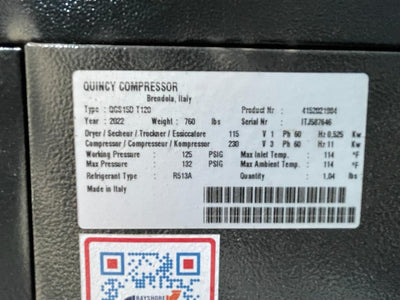 QUINCY COMPRESSOR
Brendola, Italy
Type : QGS15D T120 Product Nr : 4152021984
Year : 2022 Weight : 760 lbs Serial Nr : ITJ587646
Dryer / Secheur / Trockner / Essiccatore 115 V 1 Ph 60 Hz 0.525 Kw
Compressor / Compresseur / Kompressor 230 V 3 Ph 60 Hz 11 Kw
Working Pressure : 125 PSIG Max Inlet Temp. : 114 °F
Max Pressure : 132 PSIG Max Ambient Temp. : 114 °F
Refrigerant Type : R513A Quantity : 1.04 lbs
Made in Italy
BAYSHORE